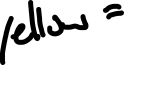 yellow =